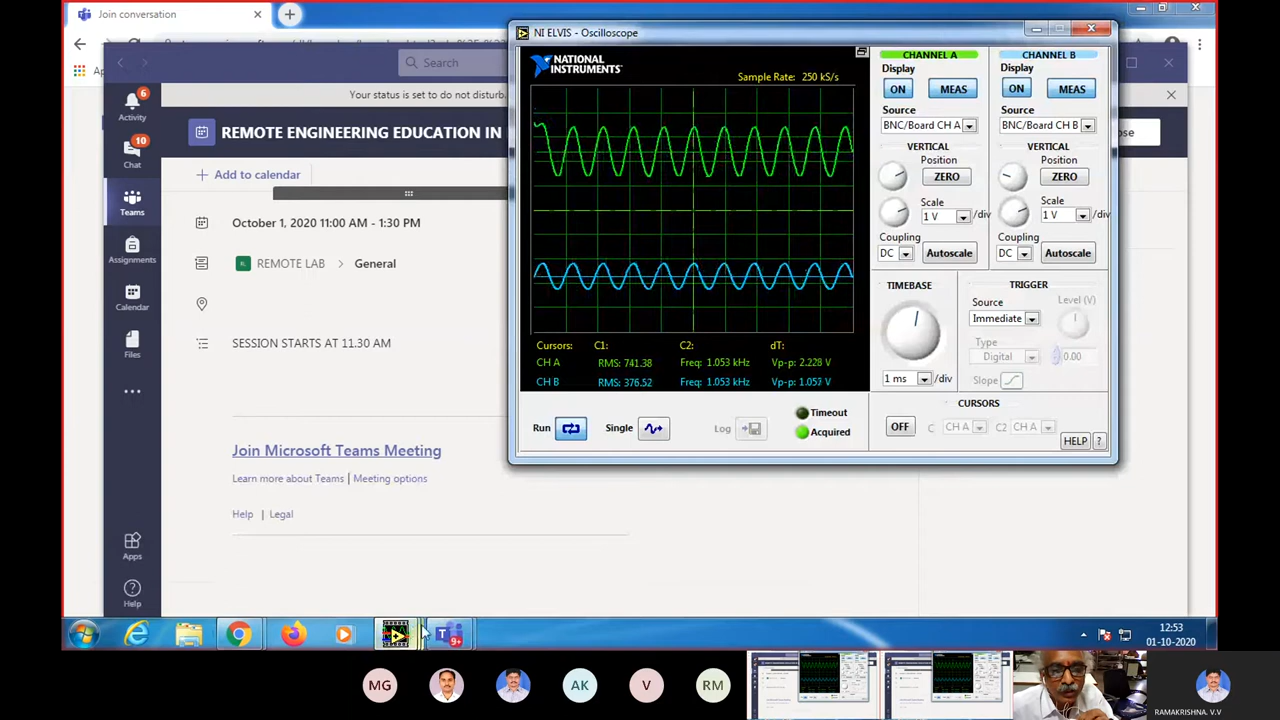 Join conversation
NI ELVIS - Oscilloscope
Search
Your status is set to do not disturb.
6
Activity
REMOTE ENGINEERING EDUCATION IN
10
Chat
Add to calendar
Teams
October 1, 2020 11:00 AM - 1:30 PM
Assignments
RL
REMOTE LAB > General
Calendar
SESSION STARTS AT 11.30 AM
Files
Join Microsoft Teams Meeting
Learn more about Teams | Meeting options
Help | Legal
Apps
Help
NATIONAL
INSTRUMENTS
Sample Rate: 250 kS/s
Cursors: C1: C2: dT:
CH A RMS: 741.38 Freq: 1.053 kHz Vp-p: 2.228 V
CH B RMS: 376.52 Freq: 1.053 kHz Vp-p: 1.057 V
Run
Single
Log
Timeout
Acquired
CHANNEL A
Display
ON
MEAS
Source
BNC/Board CH A
VERTICAL
Position
ZERO
Scale
1 V
/div
Coupling
DC
Autoscale
CHANNEL B
Display
ON
MEAS
Source
BNC/Board CH B
VERTICAL
Position
ZERO
Scale
1 V
/div
Coupling
DC
Autoscale
TIMEBASE
1 ms
/div
TRIGGER
Source
Immediate
Level (V)
Type
Digital
0.00
Slope
CURSORS
OFF
C
CH A
C2
CH A
HELP
?
12:53
01-10-2020
MG
AK
V
RM
RAMAKRISHNA. V.V